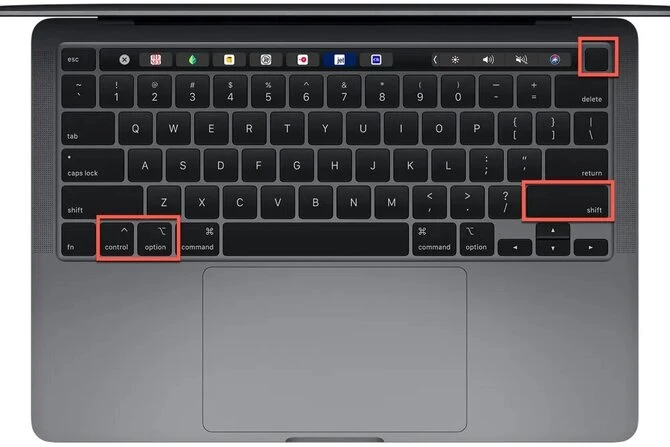 esc jet
~ ! @ # $ % ^ & * ( ) _ +
` 1 2 3 4 5 6 7 8 9 0 - = delete
tab Q W E R T Y U I O P { [ } ] | \
caps lock A S D F G H J K L : ; " ' return
shift Z X C V B N M < , > . ? / shift
fn ^ control ⌥ option ⌘ command ⌘ command ⌥ option ◄ ▲ ▼ ►